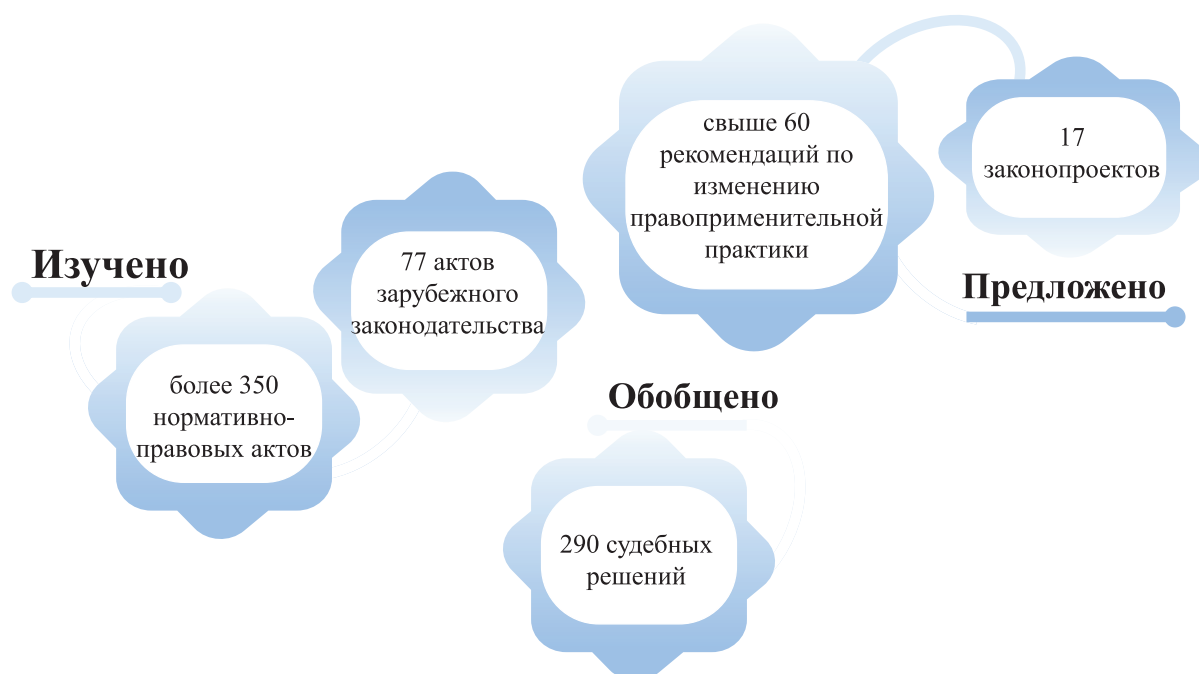 Изучено
более 350
нормативно-
правовых актов
77 актов
зарубежного
законодательства
Обобщено
290 судебных
решений
Предложено
свыше 60
рекомендаций по
изменению
правоприменительной
практики
17
законопроектов